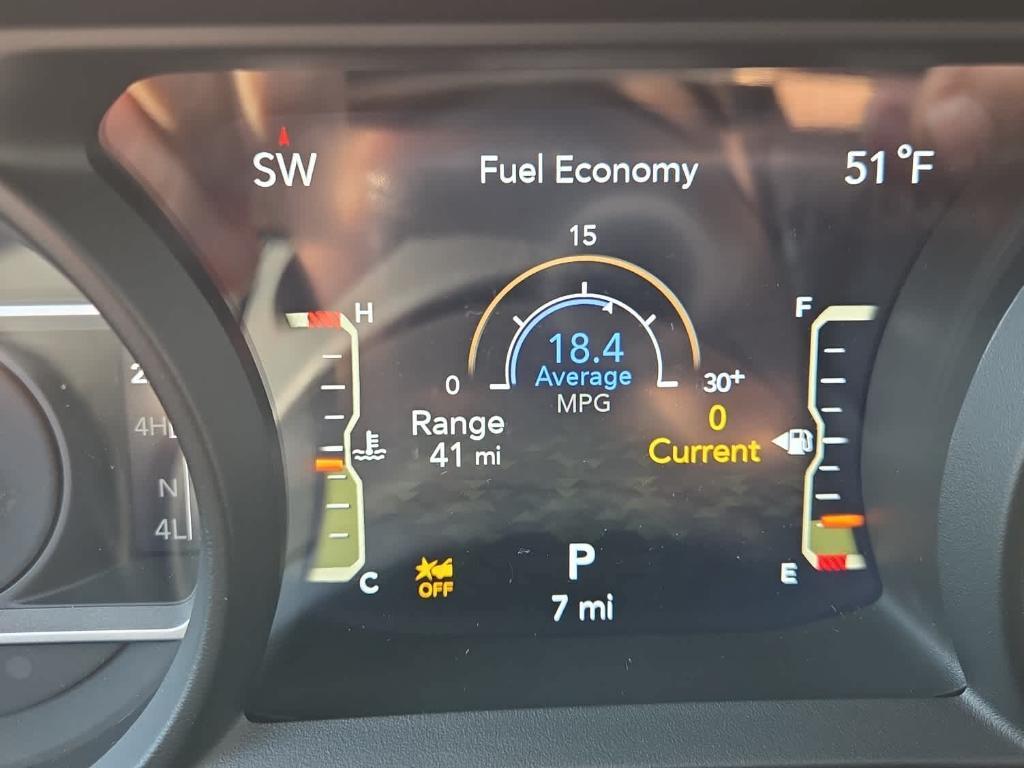 SW
Fuel Economy
51 °F
15
H
F
18.4
Average
MPG
0
30+
Range
41 mi
0
Current
4H
N
4L
OFF
P
7 mi
C
E